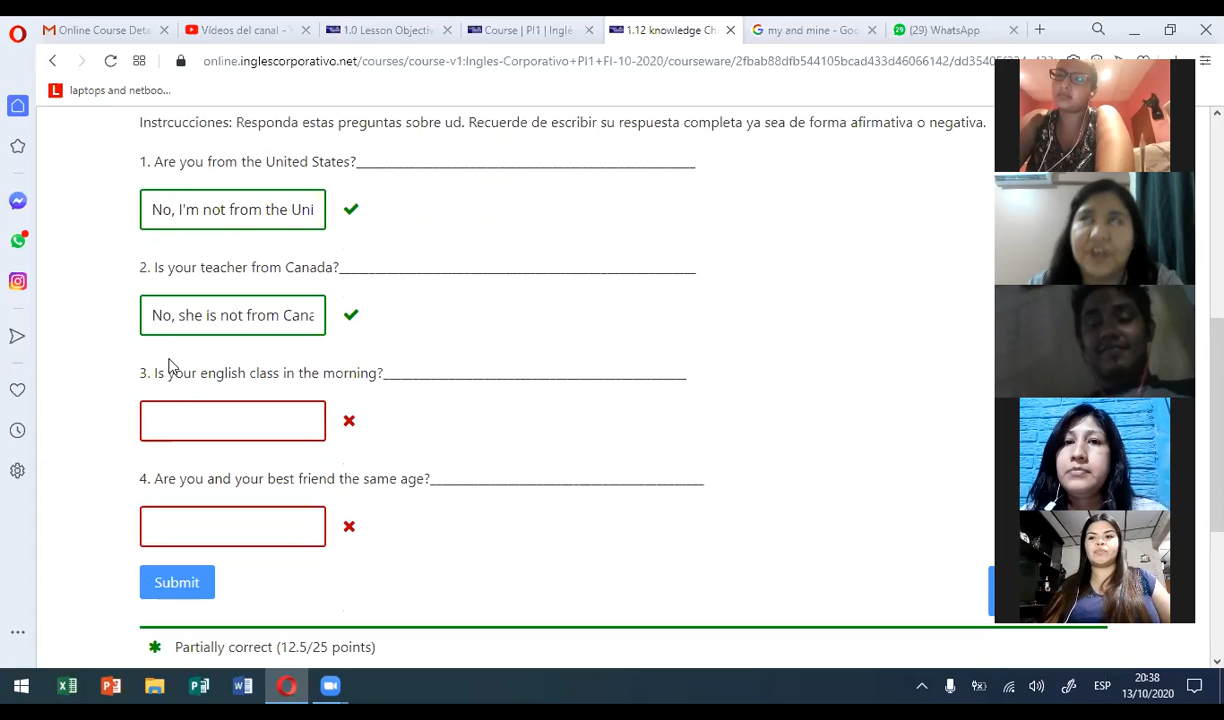 Online Course Deta
Vídeos del canal - Y
1.0 Lesson Objectiv
Course | PI1 | Inglé
1.12 knowledge Ch
my and mine - Goo
(29) WhatsApp
online.inglescorporativo.net/courses/course-v1:Ingles-Corporativo+PI1+FI-10-2020/courseware/2fbab88dfb544105bcad433d46066142/dd35405
laptops and netboo...
Instrcucciones: Responda estas preguntas sobre ud. Recuerde de escribir su respuesta completa ya sea de forma afirmativa o negativa.
1. Are you from the United States?
No, I'm not from the Uni
2. Is your teacher from Canada?
No, she is not from Cana
3. Is your english class in the morning?
4. Are you and your best friend the same age?
Submit
Partially correct (12.5/25 points)
ESP
20:38
13/10/2020